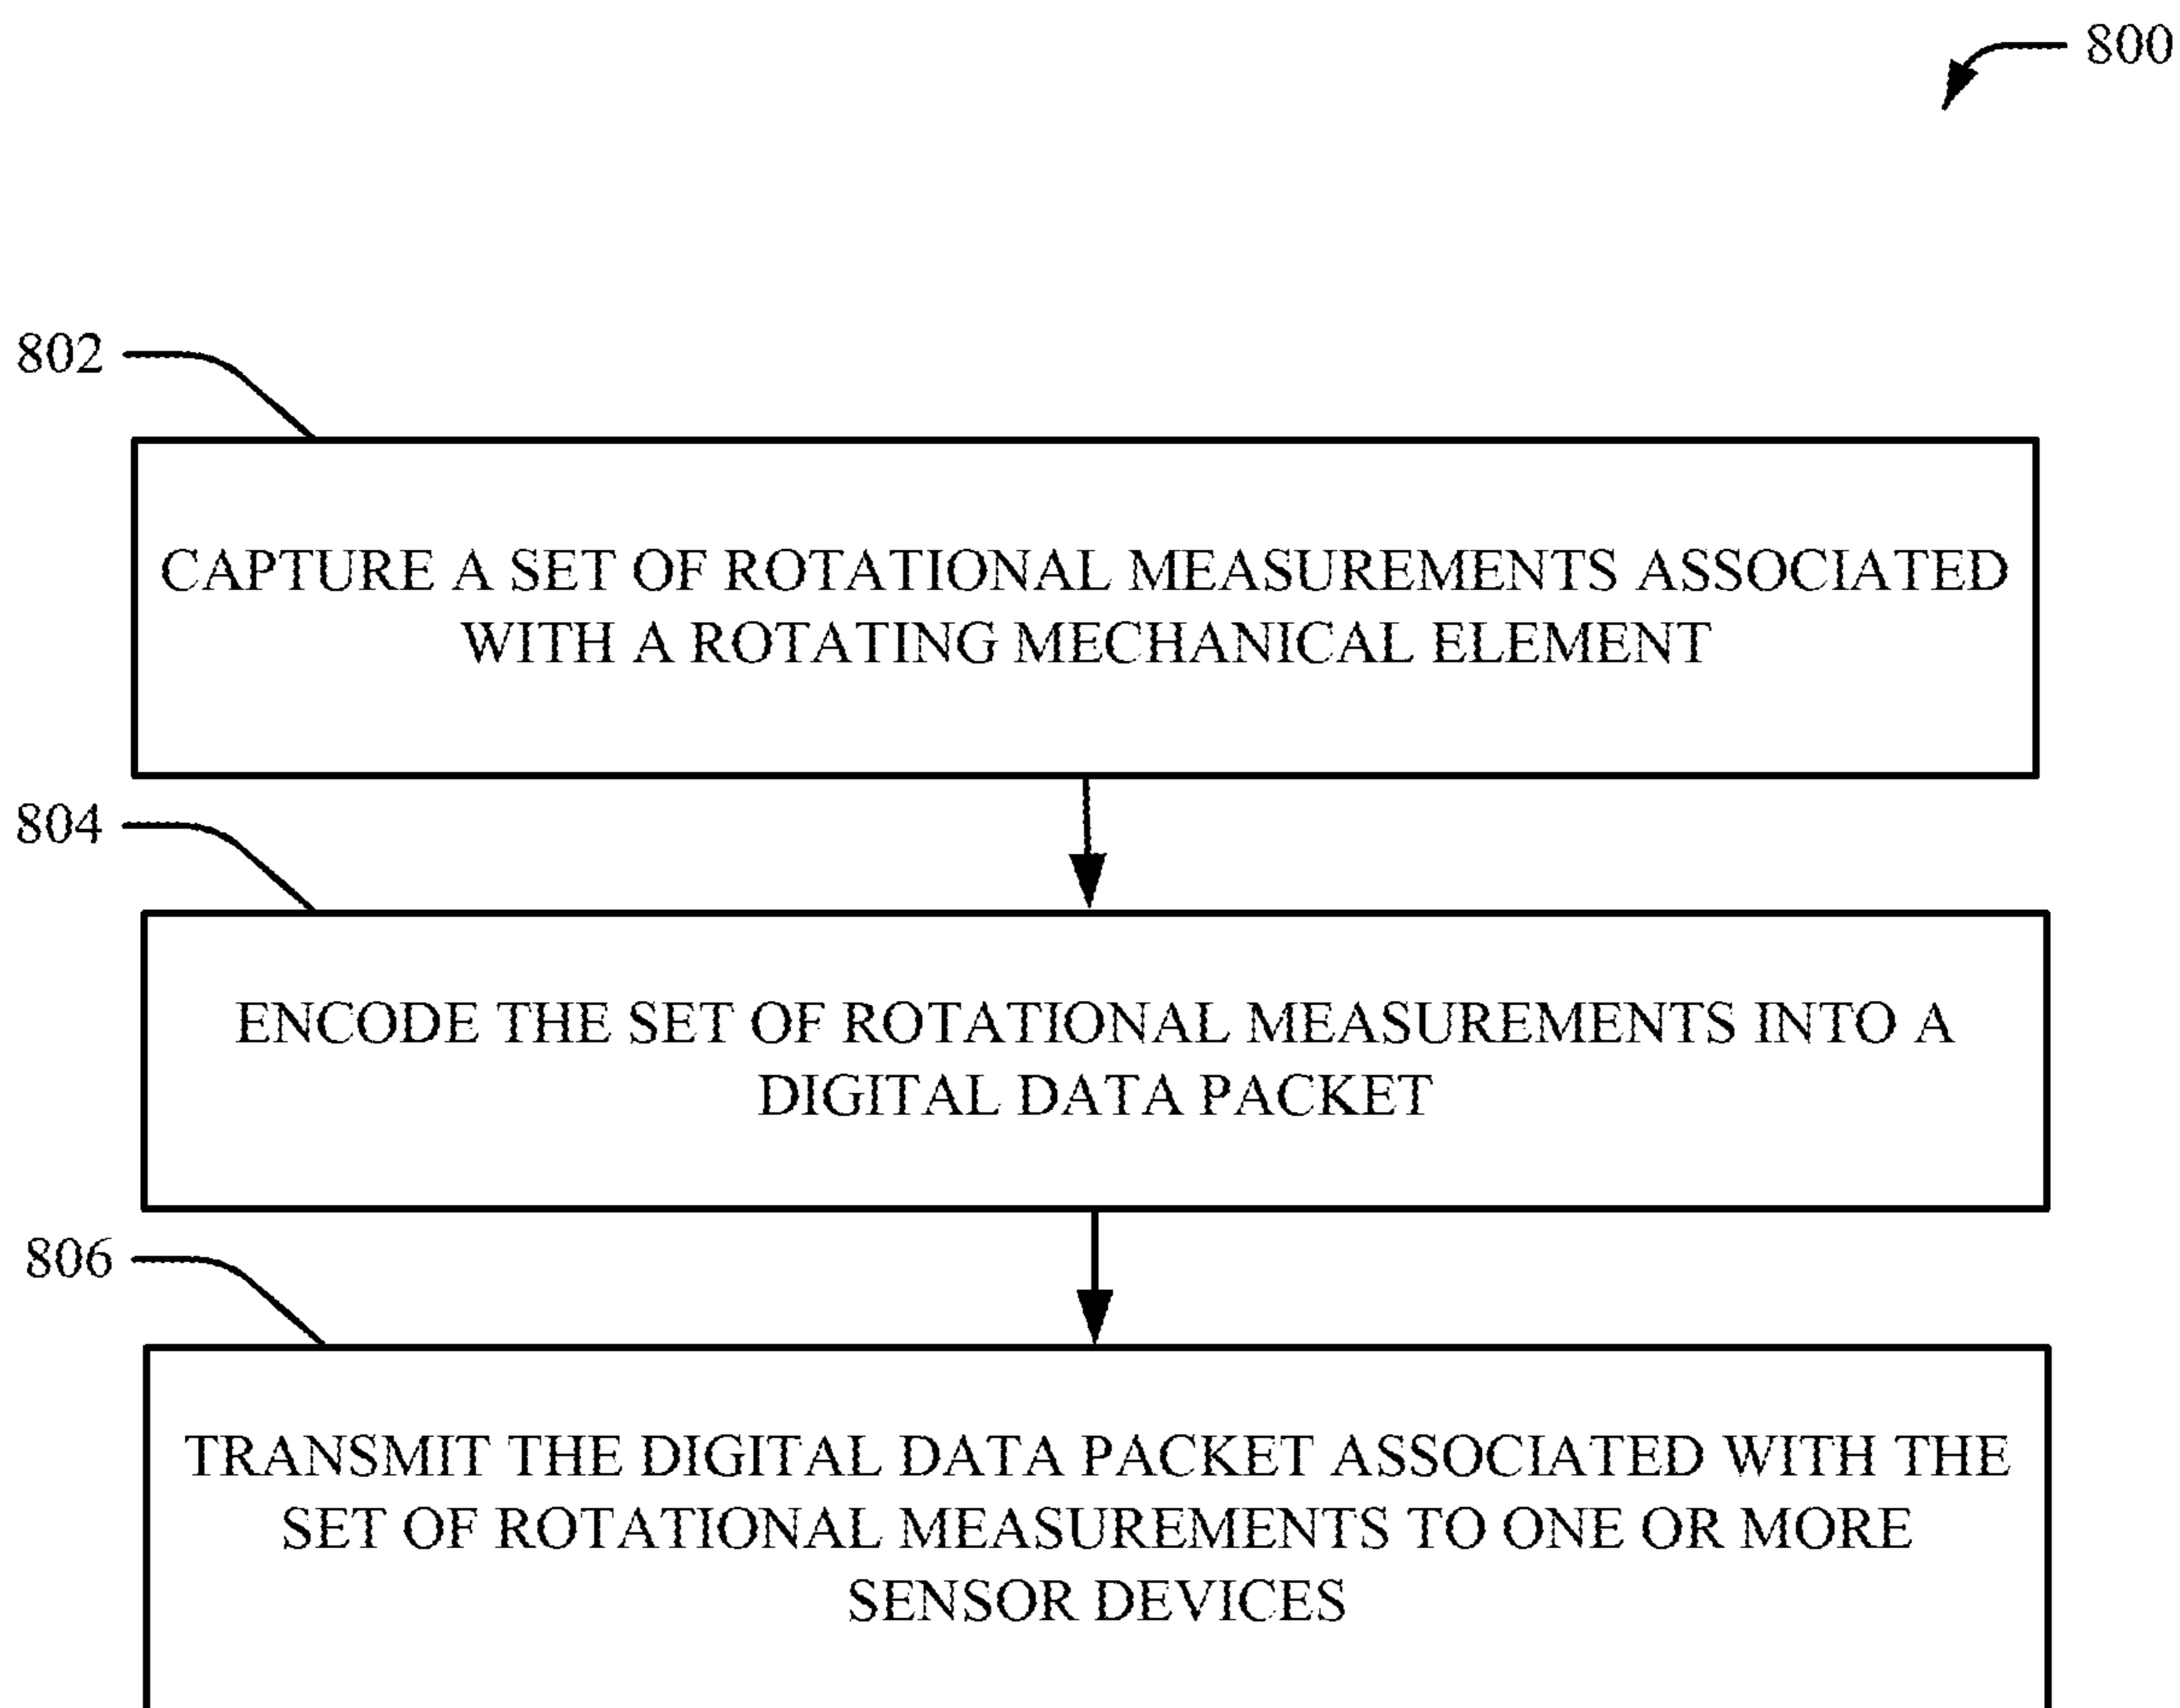 800
802
CAPTURE A SET OF ROTATIONAL MEASUREMENTS ASSOCIATED
WITH A ROTATING MECHANICAL ELEMENT
804
ENCODE THE SET OF ROTATIONAL MEASUREMENTS INTO A
DIGITAL DATA PACKET
806
TRANSMIT THE DIGITAL DATA PACKET ASSOCIATED WITH THE
SET OF ROTATIONAL MEASUREMENTS TO ONE OR MORE
SENSOR DEVICES